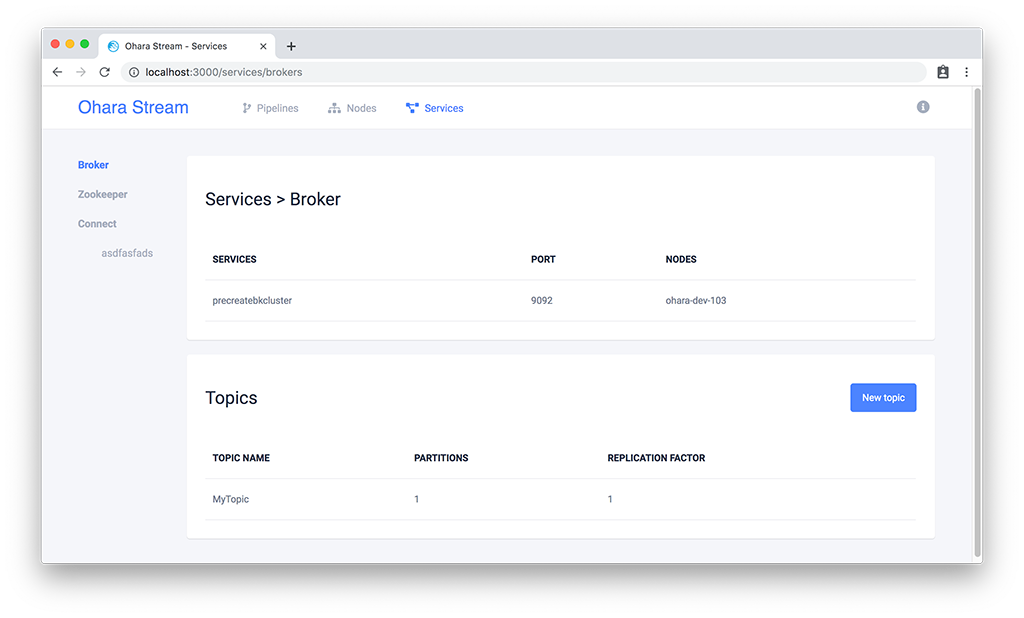 Ohara Stream - Services
localhost:3000/services/brokers
Ohara Stream Pipelines Nodes Services
Broker
Zookeeper
Connect
asdfasfads
Services > Broker
SERVICES PORT NODES
precreatebkcluster 9092 ohara-dev-103
Topics New topic
TOPIC NAME PARTITIONS REPLICATION FACTOR
MyTopic 1 1